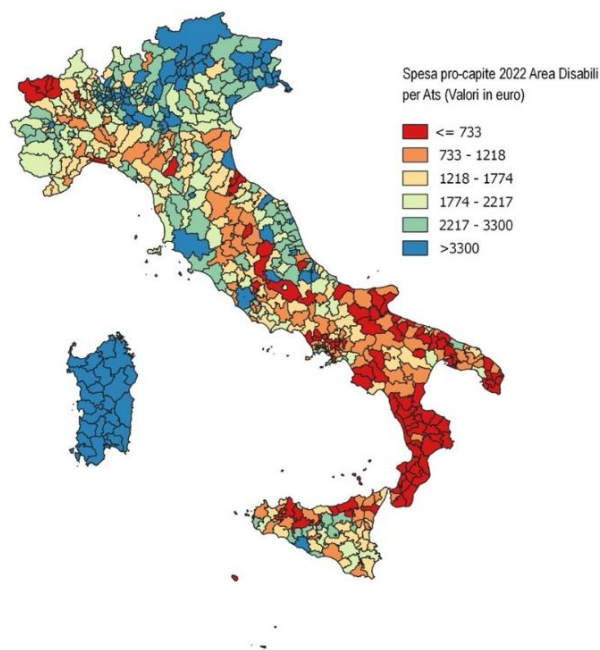 Spesa pro-capite 2022 Area Disabili
per Ats (Valori in euro)
<= 733
733 - 1218
1218 - 1774
1774 - 2217
2217 - 3300
>3300